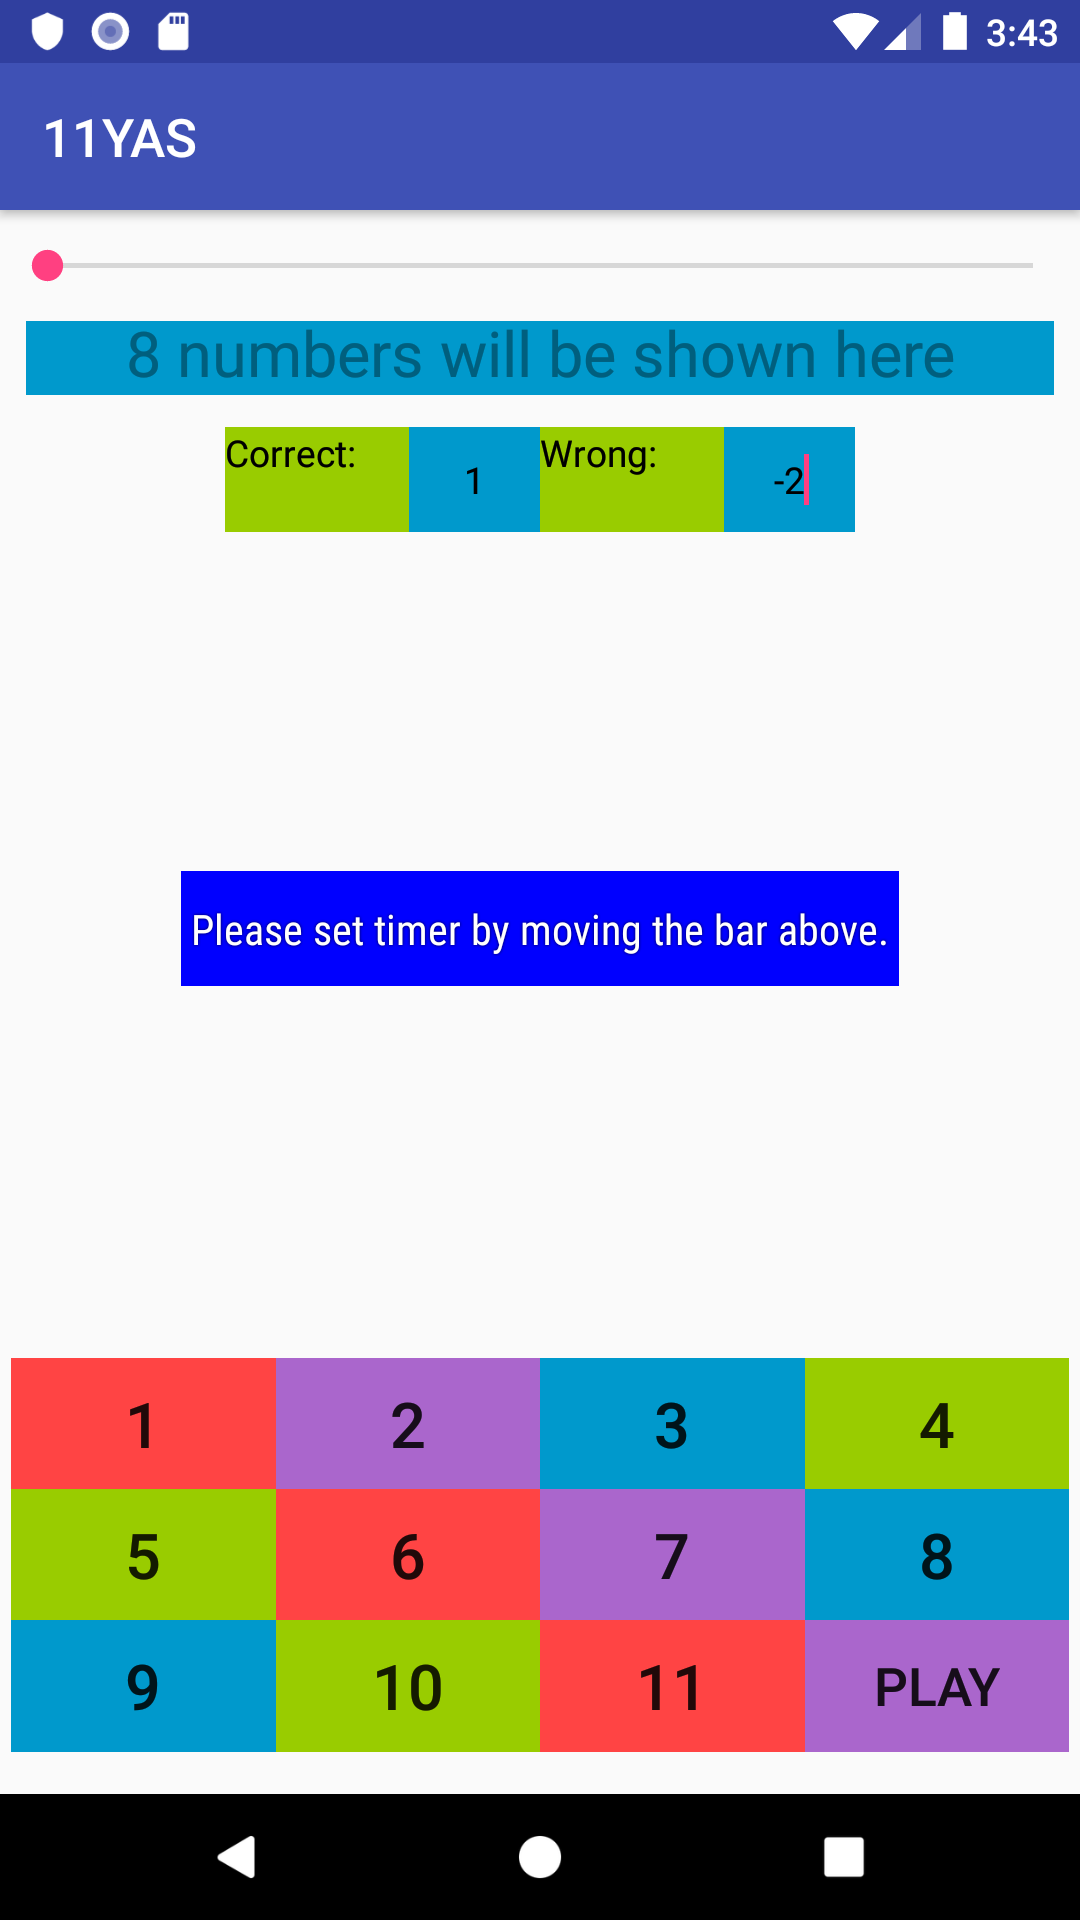 3:43
11YAS
8 numbers will be shown here
Correct: 1 Wrong: -2
Please set timer by moving the bar above.
1 2 3 4
5 6 7 8
9 10 11 PLAY